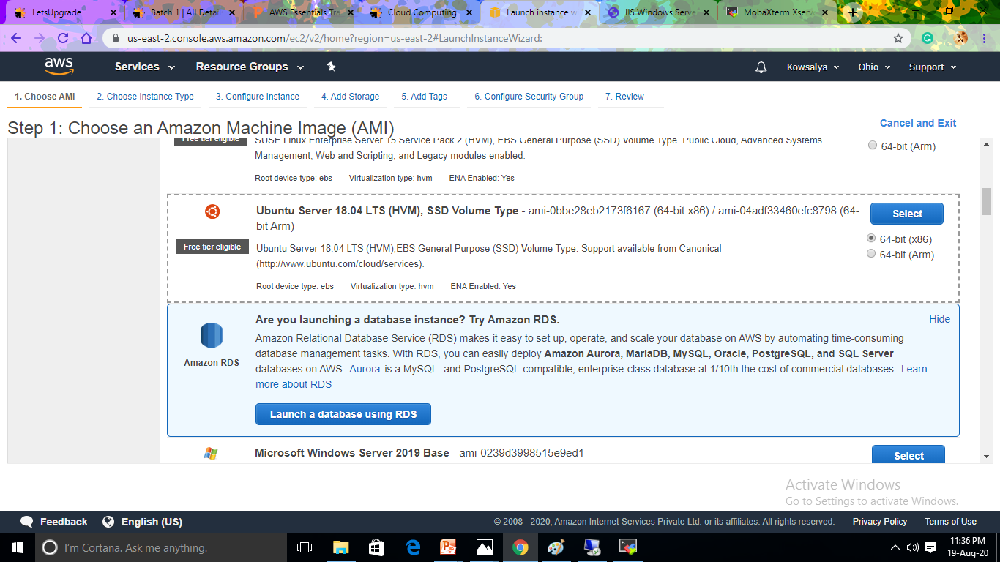 LetsUpgrade
Batch 1 | All Detail
AWS Essentials Tra
Cloud Computing
Launch instance w
IIS Windows Serve
MobaXterm Xserv
us-east-2.console.aws.amazon.com/ec2/v2/home?region=us-east-2#LaunchInstanceWizard:
aws
Services
Resource Groups
Kowsalya
Ohio
Support
1. Choose AMI
2. Choose Instance Type
3. Configure Instance
4. Add Storage
5. Add Tags
6. Configure Security Group
7. Review
Step 1: Choose an Amazon Machine Image (AMI)
Cancel and Exit
Free tier eligible
SUSE Linux Enterprise Server 15 Service Pack 2 (HVM), EBS General Purpose (SSD) Volume Type. Public Cloud, Advanced Systems
Management, Web and Scripting, and Legacy modules enabled.
64-bit (Arm)
Root device type: ebs
Virtualization type: hvm
ENA Enabled: Yes
Ubuntu Server 18.04 LTS (HVM), SSD Volume Type - ami-0bbe28eb2173f6167 (64-bit x86) / ami-04adf33460efc8798 (64-
bit Arm)
Select
Free tier eligible
Ubuntu Server 18.04 LTS (HVM),EBS General Purpose (SSD) Volume Type. Support available from Canonical
(http://www.ubuntu.com/cloud/services).
64-bit (x86)
64-bit (Arm)
Root device type: ebs
Virtualization type: hvm
ENA Enabled: Yes
Are you launching a database instance? Try Amazon RDS.
Hide
Amazon RDS
Amazon Relational Database Service (RDS) makes it easy to set up, operate, and scale your database on AWS by automating time-consuming
database management tasks. With RDS, you can easily deploy Amazon Aurora, MariaDB, MySQL, Oracle, PostgreSQL, and SQL Server
databases on AWS. Aurora is a MySQL- and PostgreSQL-compatible, enterprise-class database at 1/10th the cost of commercial databases. Learn
more about RDS
Launch a database using RDS
Microsoft Windows Server 2019 Base - ami-0239d3998515e9ed1
Select
Activate Windows
Go to Settings to activate Windows.
Feedback
English (US)
© 2008 - 2020, Amazon Internet Services Private Ltd. or its affiliates. All rights reserved.
Privacy Policy
Terms of Use
I'm Cortana. Ask me anything.
11:36 PM
19-Aug-20